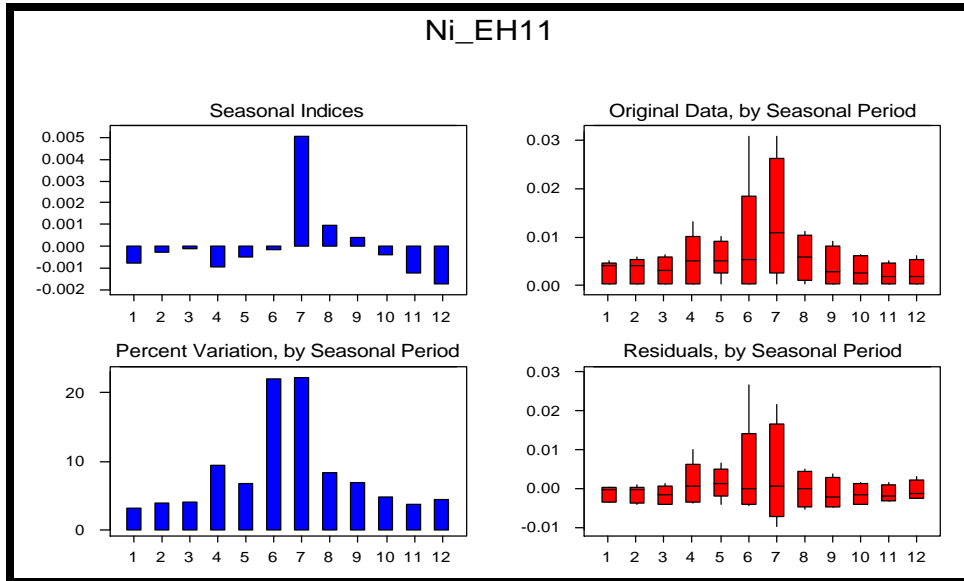 Ni_EH11
Seasonal Indices
0.005
0.004
0.003
0.002
0.001
0.000
-0.001
-0.002
1 2 3 4 5 6 7 8 9 10 11 12
Original Data, by Seasonal Period
0.03
0.02
0.01
0.00
1 2 3 4 5 6 7 8 9 10 11 12
Percent Variation, by Seasonal Period
20
10
0
1 2 3 4 5 6 7 8 9 10 11 12
Residuals, by Seasonal Period
0.03
0.02
0.01
0.00
-0.01
1 2 3 4 5 6 7 8 9 10 11 12